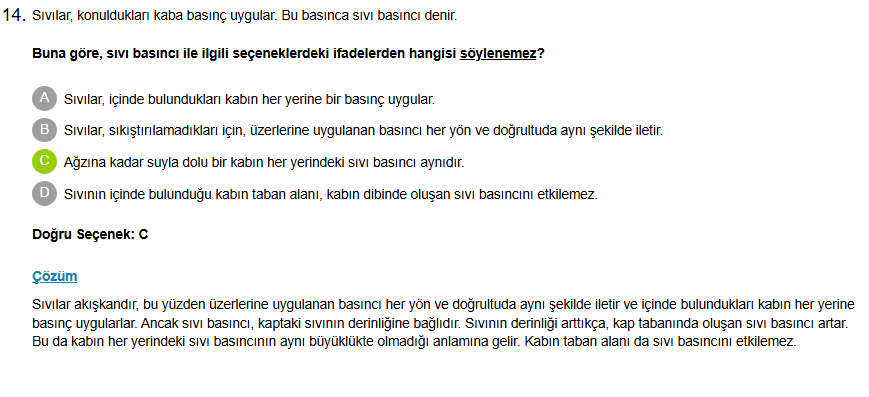 14. Sıvılar, konuldukları kaba basınç uygular. Bu basınca sıvı basıncı denir.
Buna göre, sıvı basıncı ile ilgili seçeneklerdeki ifadelerden hangisi söylenemez?
A Sıvılar, içinde bulundukları kabın her yerine bir basınç uygular.
B Sıvılar, sıkıştırılamadıkları için, üzerlerine uygulanan basıncı her yön ve doğrultuda aynı şekilde iletir.
C Ağzına kadar suyla dolu bir kabın her yerindeki sıvı basıncı aynıdır.
D Sıvının içinde bulunduğu kabın taban alanı, kabın dibinde oluşan sıvı basıncını etkilemez.
Doğru Seçenek: C
Çözüm
Sıvılar akışkandır, bu yüzden üzerlerine uygulanan basıncı her yön ve doğrultuda aynı şekilde iletir ve içinde bulundukları kabın her yerine
basınç uygularlar. Ancak sıvı basıncı, kaptaki sıvının derinliğine bağlıdır. Sıvının derinliği arttıkça, kap tabanında oluşan sıvı basıncı artar.
Bu da kabın her yerindeki sıvı basıncının aynı büyüklükte olmadığı anlamına gelir. Kabın taban alanı da sıvı basıncını etkilemez.